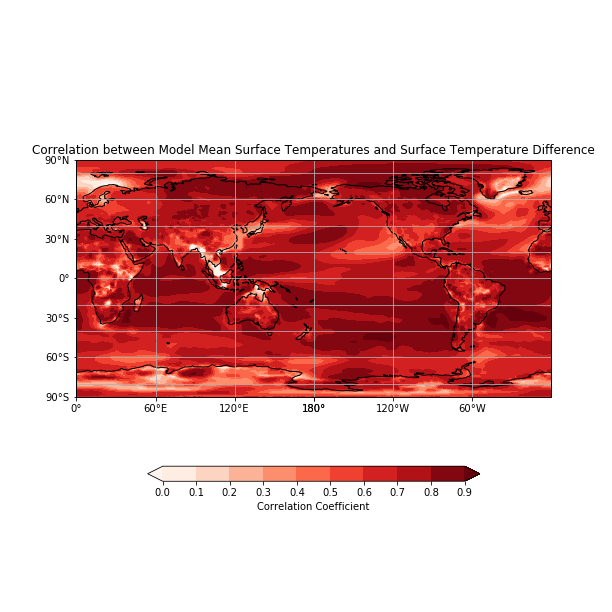 Correlation between Model Mean Surface Temperatures and Surface Temperature Difference
90°N
60°N
30°N
0°
30°S
60°S
90°S
0° 60°E 120°E 180° 120°W 60°W
0.0 0.1 0.2 0.3 0.4 0.5 0.6 0.7 0.8 0.9
Correlation Coefficient